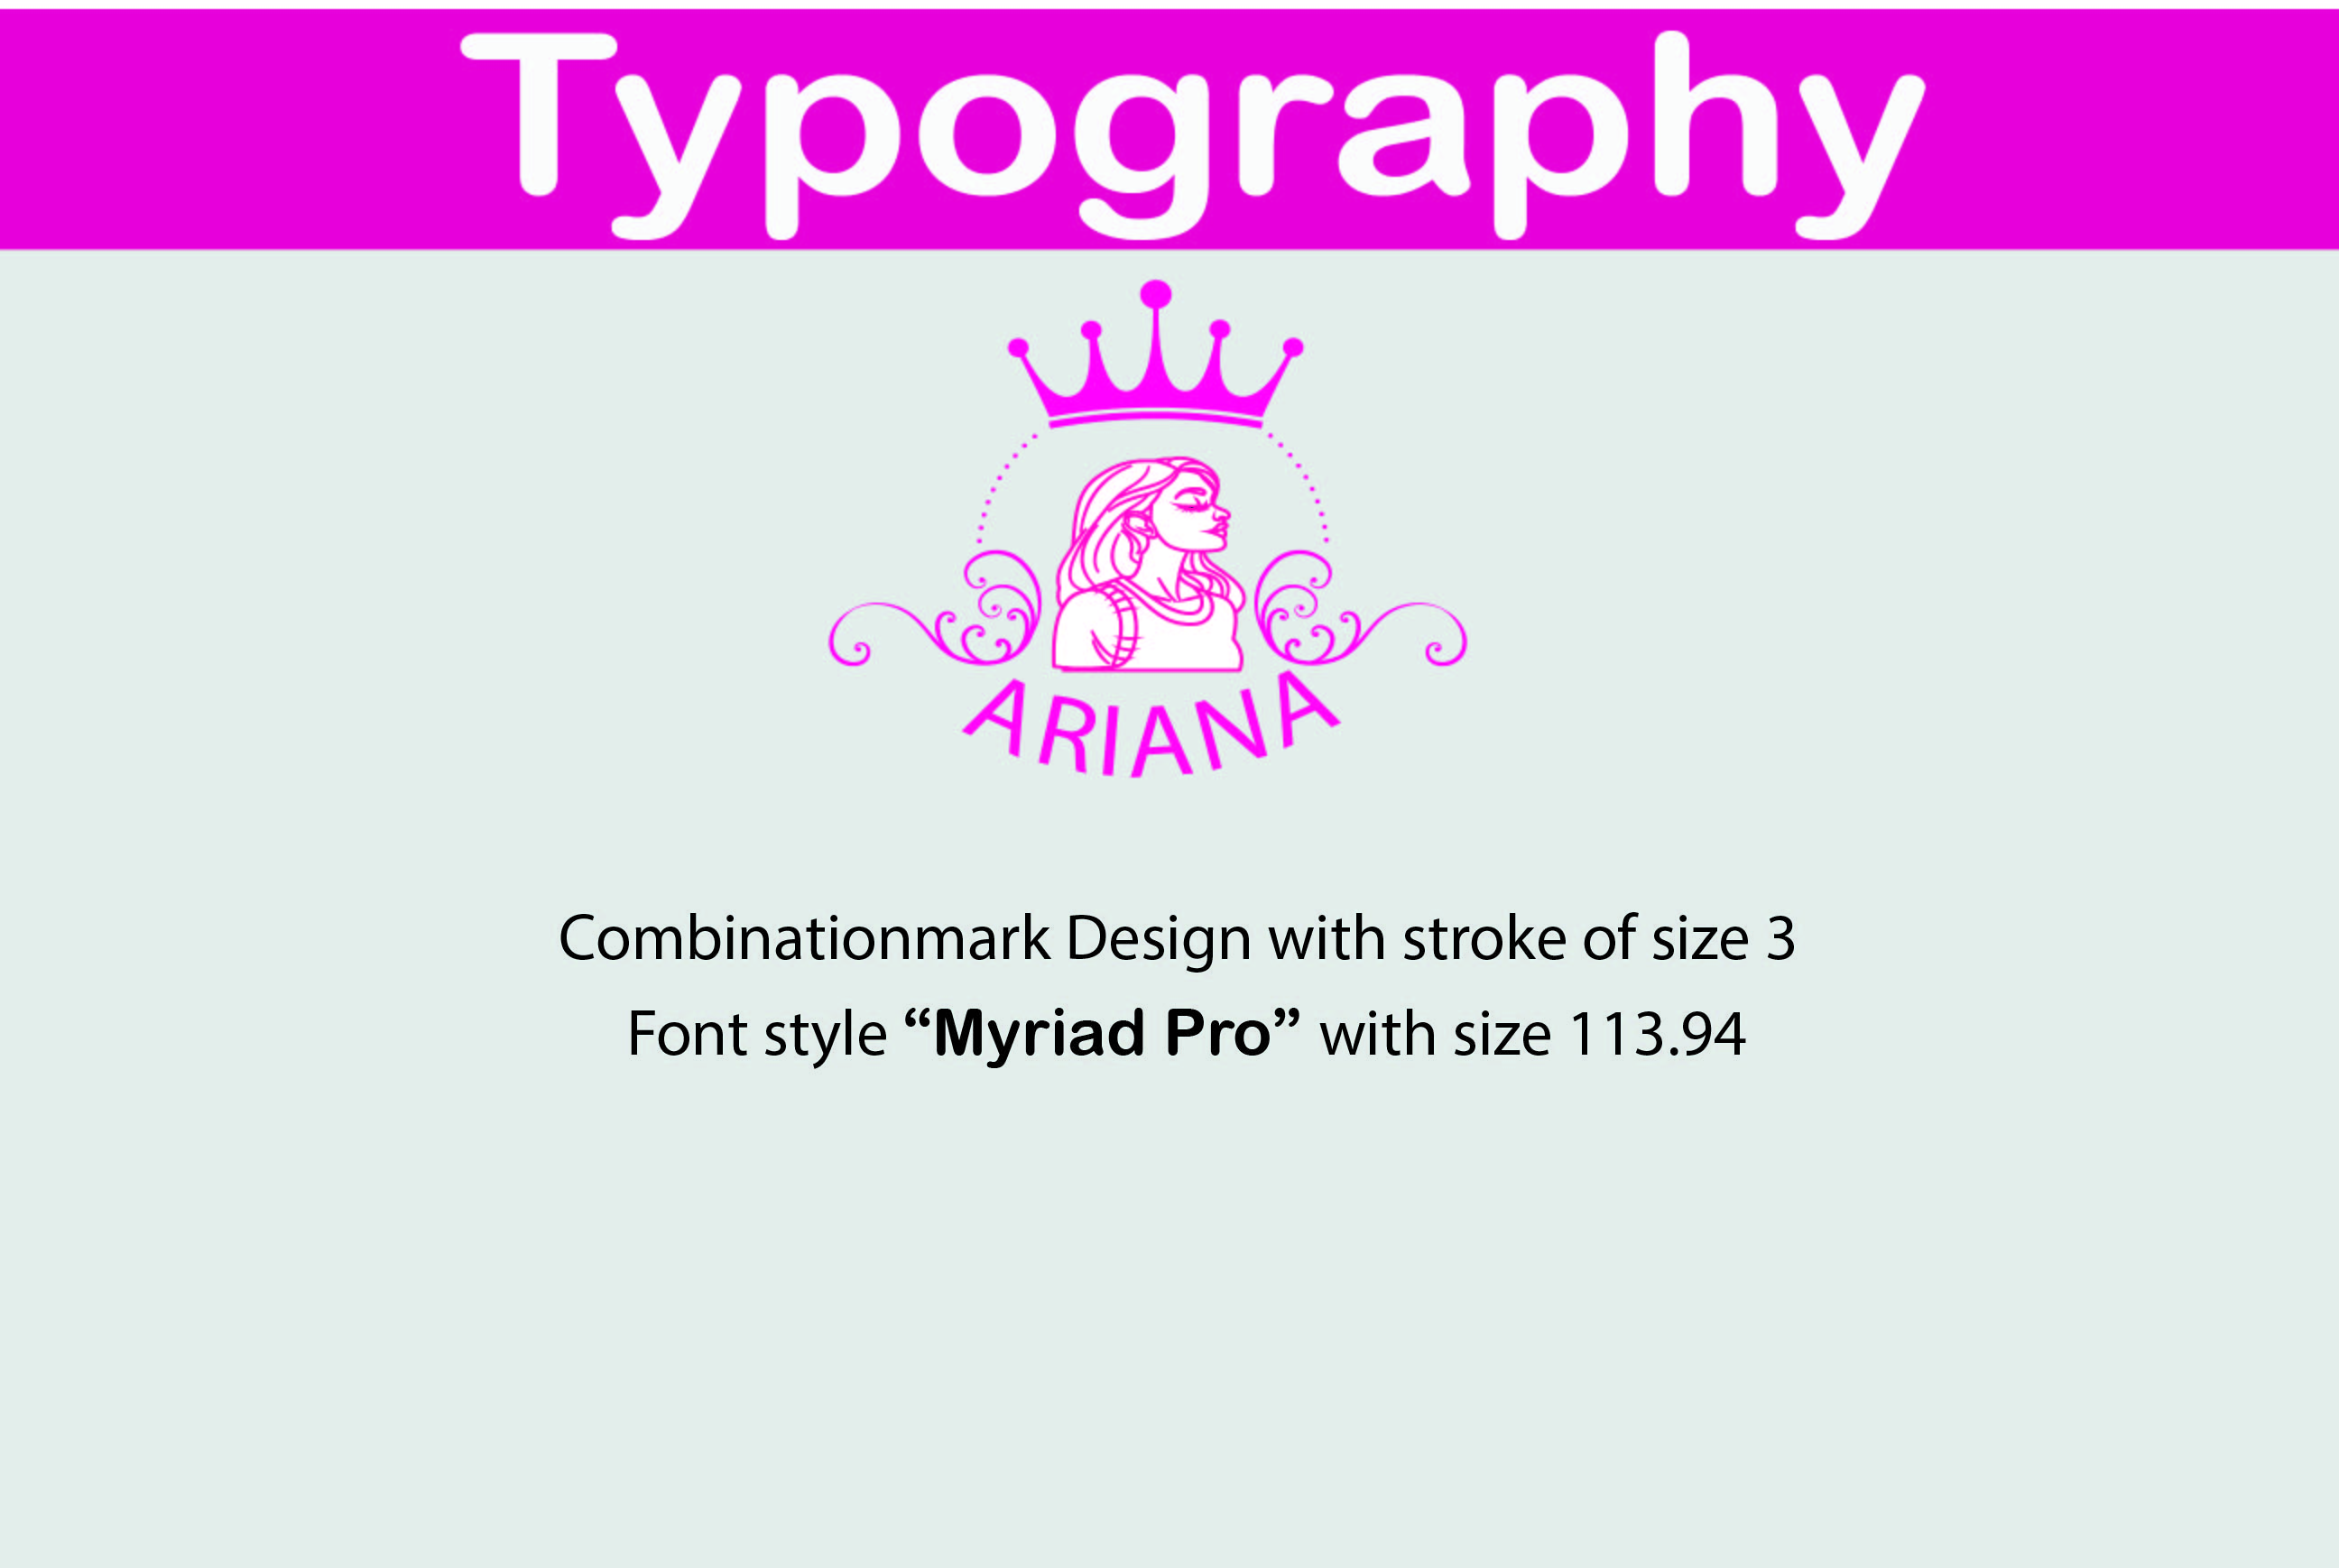 Typography
ARIANA
Combinationmark Design with stroke of size 3
Font style “Myriad Pro” with size 113.94